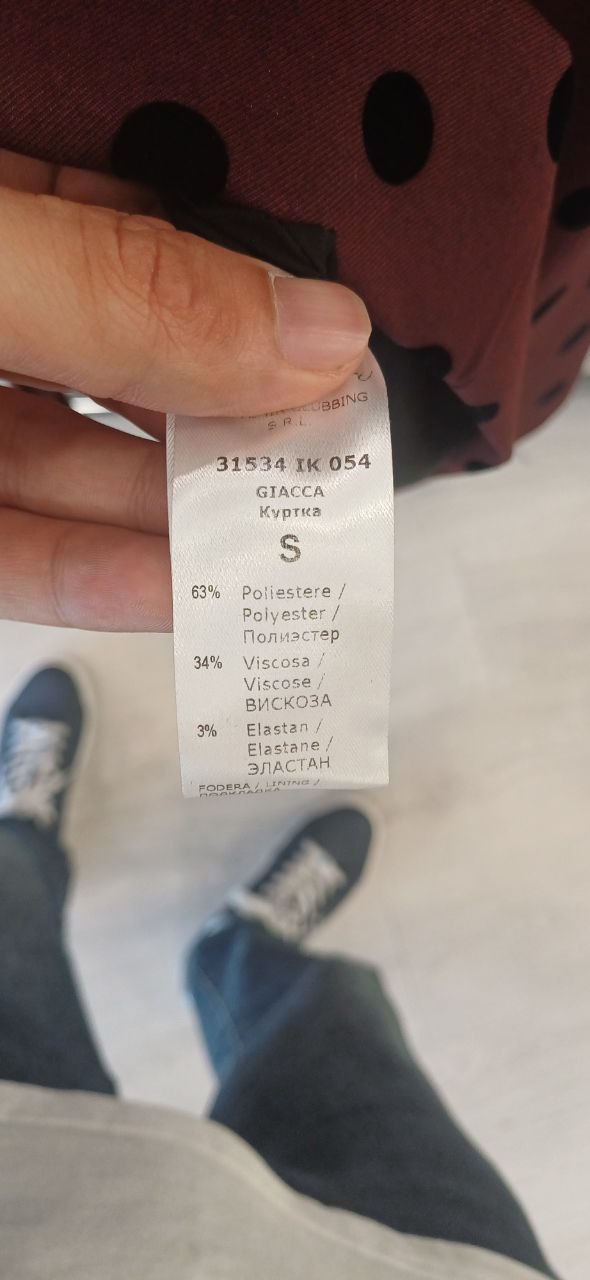 S.R.L.
31534 IK 054
GIACCA
Куртка
S
63% Poliestere /
Polyester /
Полиэстер
34% Viscosa /
Viscose /
ВИСКОЗА
3% Elastan /
Elastane /
ЭЛАСТАН
FODERA / LINING /